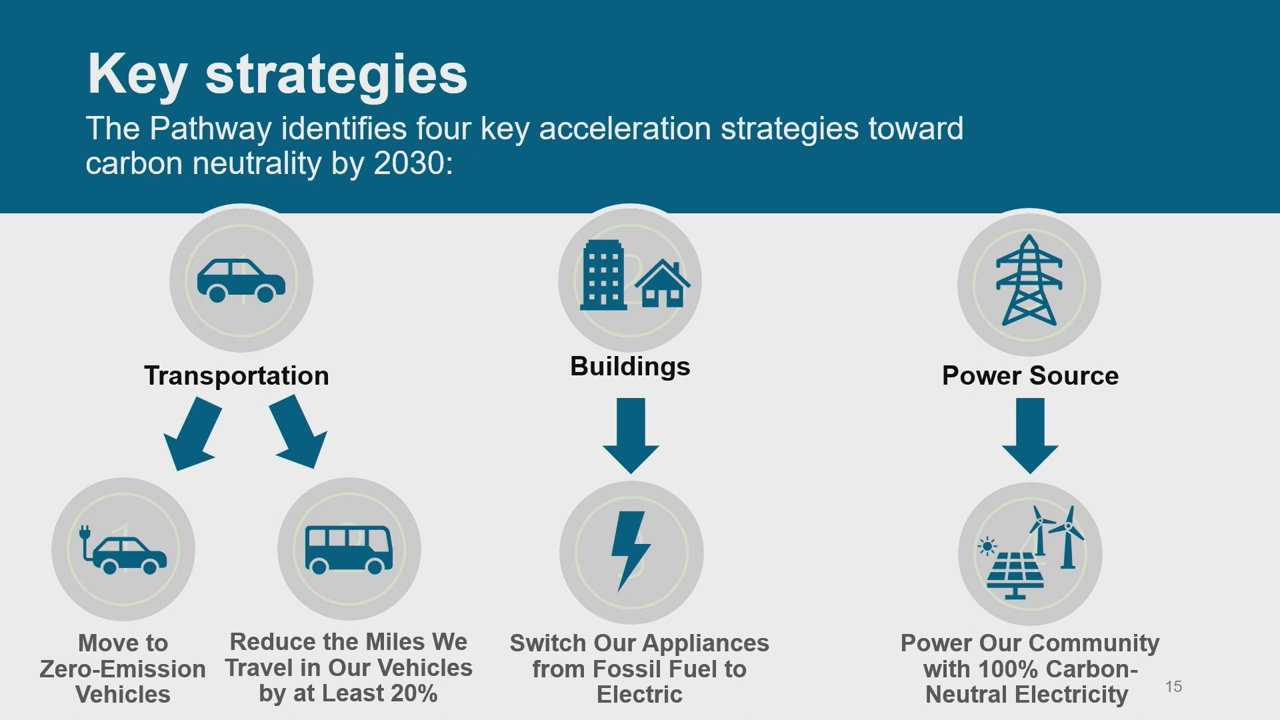 Key strategies
The Pathway identifies four key acceleration strategies toward
carbon neutrality by 2030:
Transportation
Buildings
Power Source
Move to
Zero-Emission
Vehicles
Reduce the Miles We
Travel in Our Vehicles
by at Least 20%
Switch Our Appliances
from Fossil Fuel to
Electric
Power Our Community
with 100% Carbon-
Neutral Electricity
15